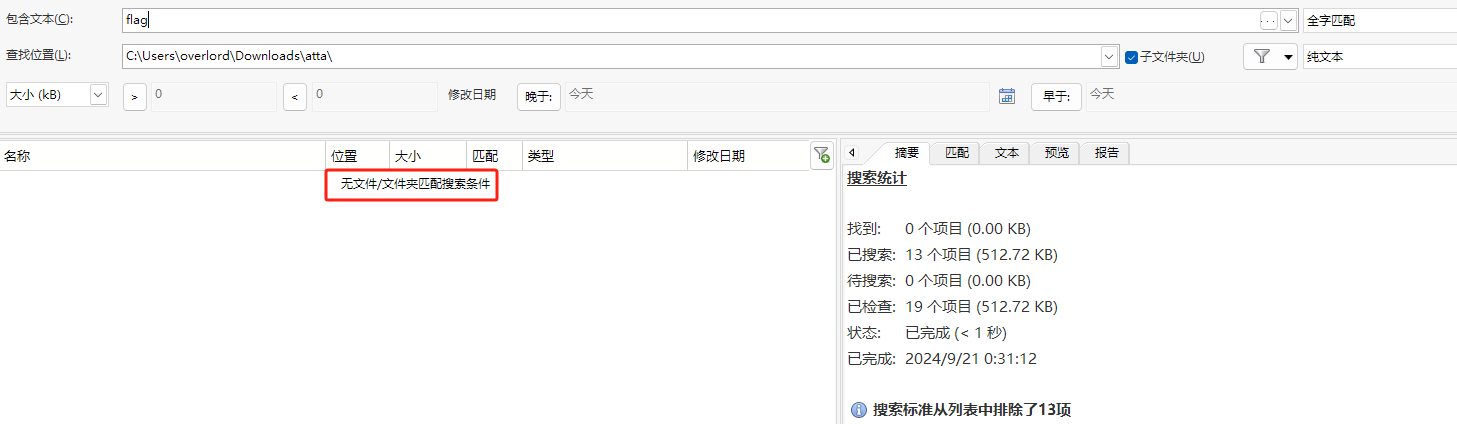 包含文本(C): flag ... 全字匹配
查找位置(L): C:\Users\overlord\Downloads\atta\ 子文件夹(U) 纯文本
大小 (kB) > 0 < 0 修改日期 晚于: 今天 早于: 今天
名称 位置 大小 匹配 类型 修改日期 摘要 匹配 文本 预览 报告
无文件/文件夹匹配搜索条件
搜索统计
找到: 0 个项目 (0.00 KB)
已搜索: 13 个项目 (512.72 KB)
待搜索: 0 个项目 (0.00 KB)
已检查: 19 个项目 (512.72 KB)
状态: 已完成 (< 1 秒)
已完成: 2024/9/21 0:31:12
搜索标准从列表中排除了13项